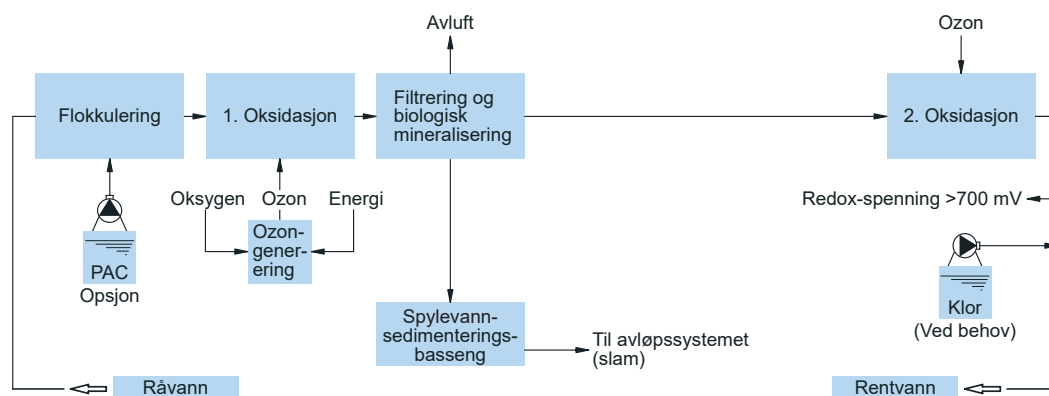 Avluft
Ozon
Flokkulering
1. Oksidasjon
Filtrering og
biologisk
mineralisering
2. Oksidasjon
Oksygen
Ozon
Energi
Redox-spenning >700 mV
Ozon-
gener-
ering
PAC
Opsjon
Klor
(Ved behov)
Spylevann-
sedimenterings-
basseng
Til avløpssystemet
(slam)
Råvann
Rentvann